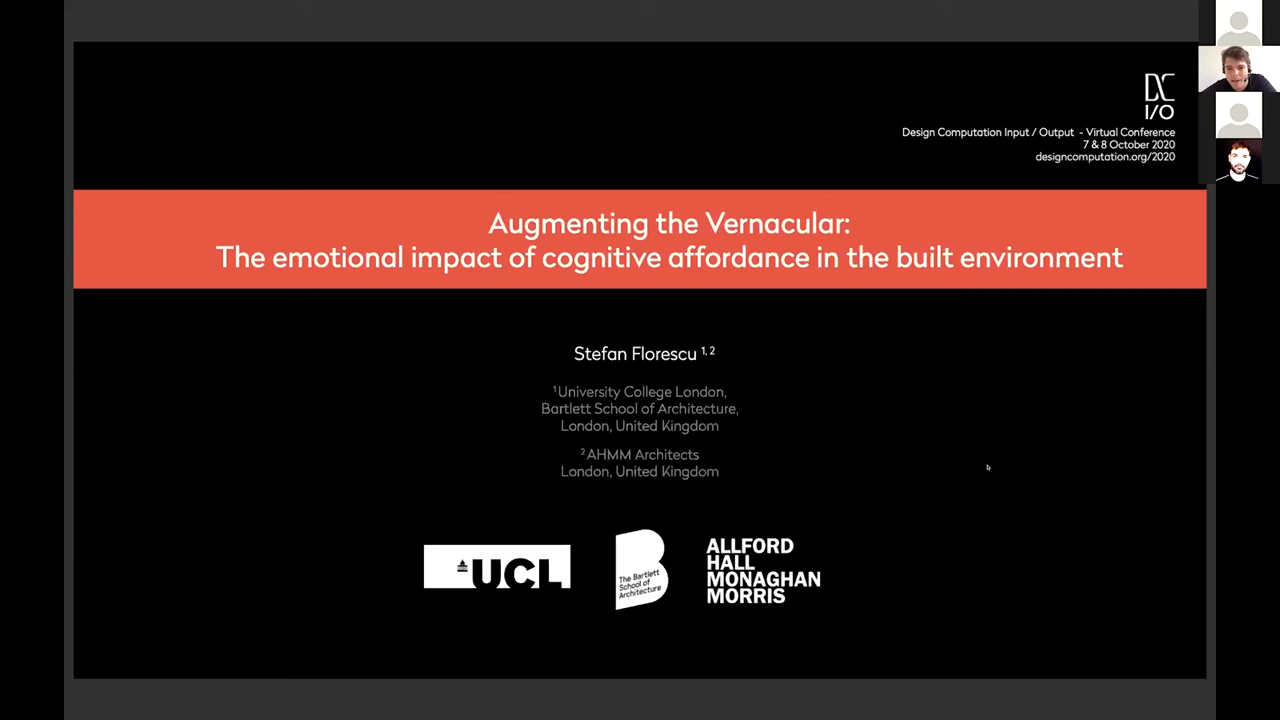 DC
I/O
Design Computation Input / Output - Virtual Conference
7 & 8 October 2020
designcomputation.org/2020
Augmenting the Vernacular:
The emotional impact of cognitive affordance in the built environment
Stefan Florescu 1, 2
1 University College London,
Bartlett School of Architecture,
London, United Kingdom
2 AHMM Architects
London, United Kingdom
UCL
The Bartlett
School of
Architecture
ALLFORD
HALL
MONAGHAN
MORRIS